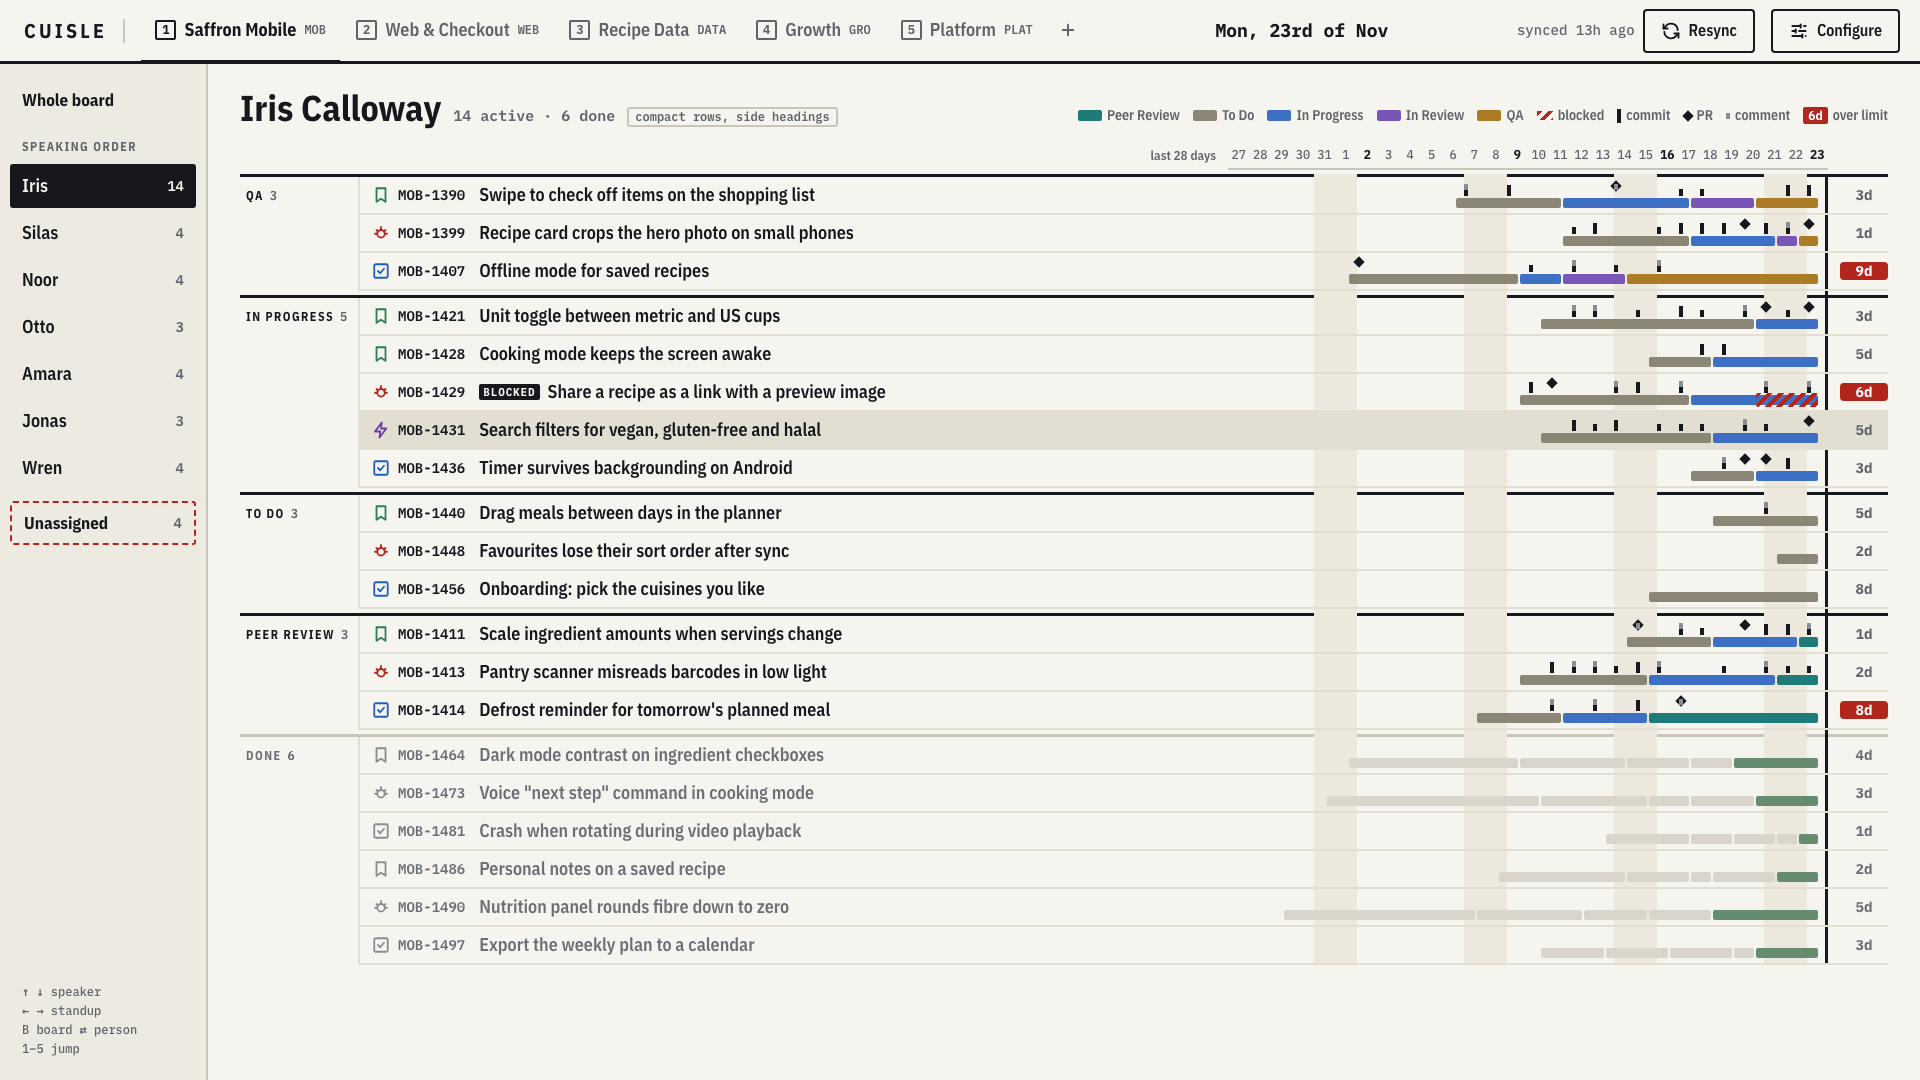 CUISLE
1 Saffron Mobile MOB
2 Web & Checkout WEB
3 Recipe Data DATA
4 Growth GRO
5 Platform PLAT
+
Mon, 23rd of Nov
synced 13h ago
Resync
Configure
Whole board
SPEAKING ORDER
Iris 14
Silas 4
Noor 4
Otto 3
Amara 4
Jonas 3
Wren 4
Unassigned 4
↑ ↓ speaker
← → standup
B board ⇄ person
1–5 jump
Iris Calloway 14 active · 6 done compact rows, side headings
Peer Review To Do In Progress In Review QA blocked commit PR comment 6d over limit
last 28 days 27 28 29 30 31 1 2 3 4 5 6 7 8 9 10 11 12 13 14 15 16 17 18 19 20 21 22 23
QA 3
MOB-1390 Swipe to check off items on the shopping list 3d
MOB-1399 Recipe card crops the hero photo on small phones 1d
MOB-1407 Offline mode for saved recipes 9d
IN PROGRESS 5
MOB-1421 Unit toggle between metric and US cups 3d
MOB-1428 Cooking mode keeps the screen awake 5d
MOB-1429 BLOCKED Share a recipe as a link with a preview image 6d
MOB-1431 Search filters for vegan, gluten-free and halal 5d
MOB-1436 Timer survives backgrounding on Android 3d
TO DO 3
MOB-1440 Drag meals between days in the planner 5d
MOB-1448 Favourites lose their sort order after sync 2d
MOB-1456 Onboarding: pick the cuisines you like 8d
PEER REVIEW 3
MOB-1411 Scale ingredient amounts when servings change 1d
MOB-1413 Pantry scanner misreads barcodes in low light 2d
MOB-1414 Defrost reminder for tomorrow's planned meal 8d
DONE 6
MOB-1464 Dark mode contrast on ingredient checkboxes 4d
MOB-1473 Voice "next step" command in cooking mode 3d
MOB-1481 Crash when rotating during video playback 1d
MOB-1486 Personal notes on a saved recipe 2d
MOB-1490 Nutrition panel rounds fibre down to zero 5d
MOB-1497 Export the weekly plan to a calendar 3d